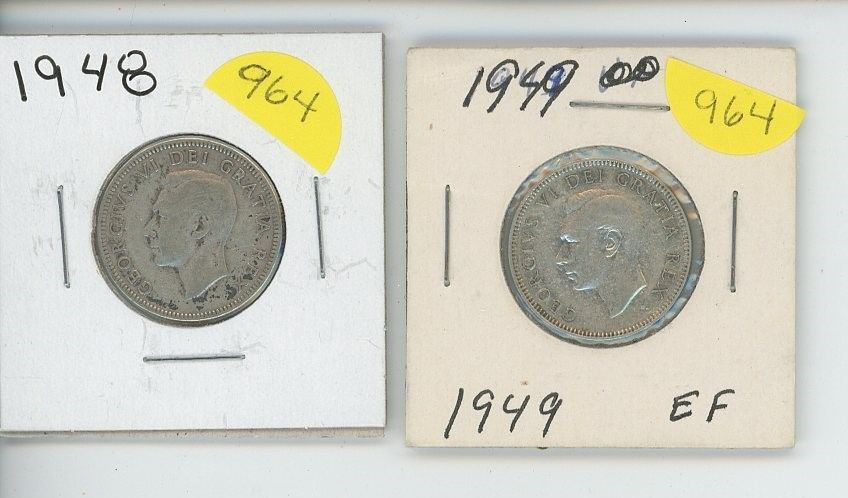 1948
964
GEORGIVS VI DEI GRATIA REX
1949
964
GEORGIVS VI DEI GRATIA REX
1949 EF